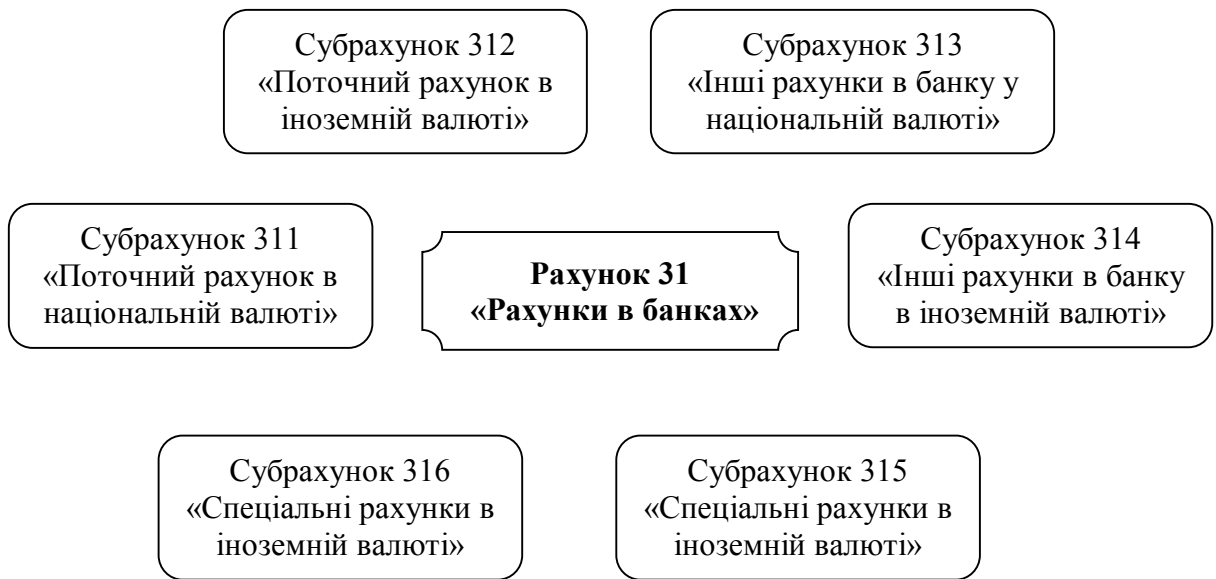 Субрахунок 312
«Поточний рахунок в
іноземній валюті»
Субрахунок 313
«Інші рахунки в банку у
національній валюті»
Субрахунок 311
«Поточний рахунок в
національній валюті»
Рахунок 31
«Рахунки в банках»
Субрахунок 314
«Інші рахунки в банку
в іноземній валюті»
Субрахунок 316
«Спеціальні рахунки в
іноземній валюті»
Субрахунок 315
«Спеціальні рахунки в
іноземній валюті»